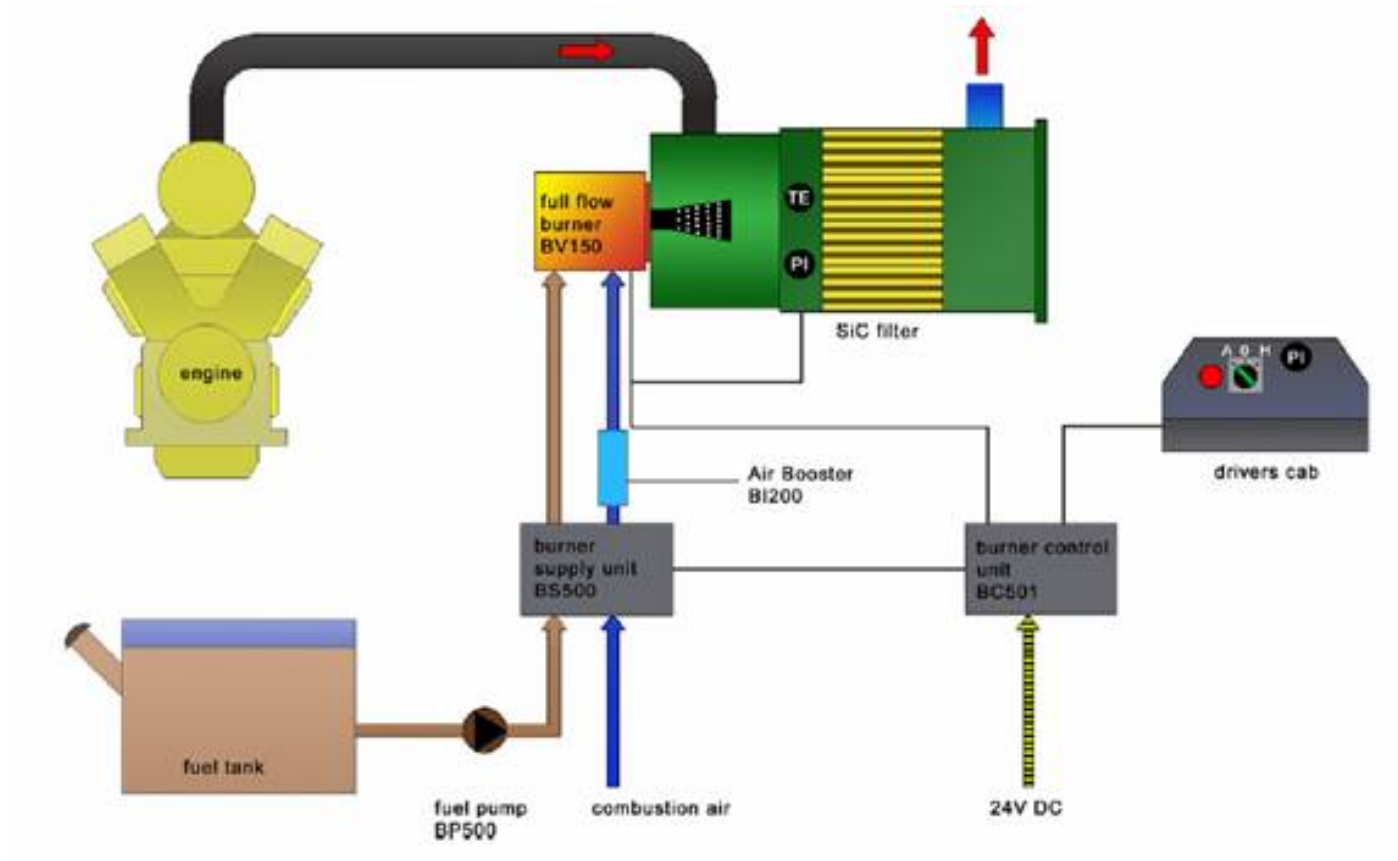 full flow
burner
BV150
TE
PI
SiC filter
engine
A 0 H
PI
drivers cab
Air Booster
BI200
burner
supply unit
BS500
burner control
unit
BC501
fuel tank
fuel pump
BP500
combustion air
24V DC